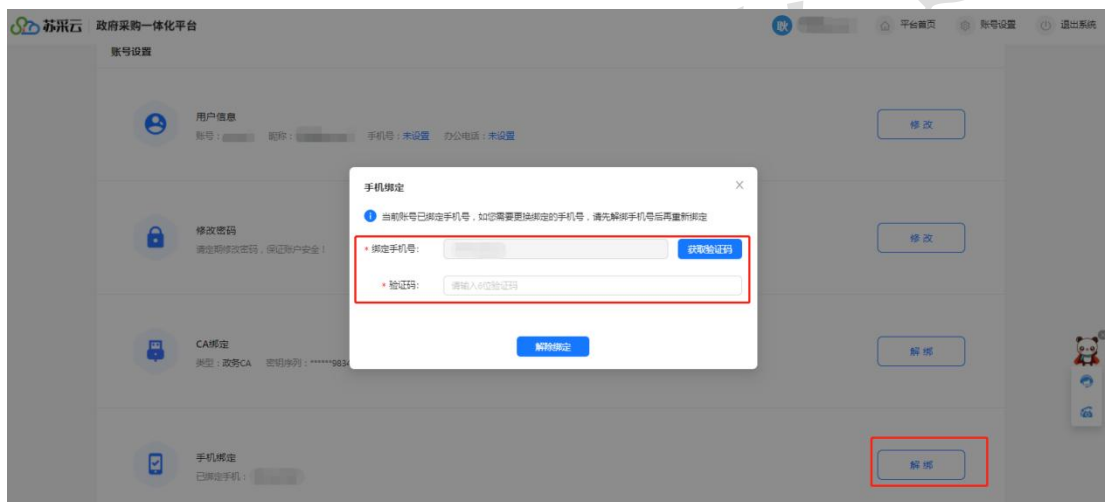 苏采云 政府采购一体化平台 耿 平台首页 账号设置 退出系统
账号设置
用户信息
账号： 昵称： 手机号：未设置 办公电话：未设置
修改
手机绑定
当前账号已绑定手机号，如您需要更换绑定的手机号，请先解绑手机号后再重新绑定
* 绑定手机号： 获取验证码
* 验证码： 请输入6位验证码
解除绑定
修改密码
请定期修改密码，保证账户安全！
修改
CA绑定
类型：政务CA 密钥序列：******9834
解绑
手机绑定
已绑定手机：
解绑